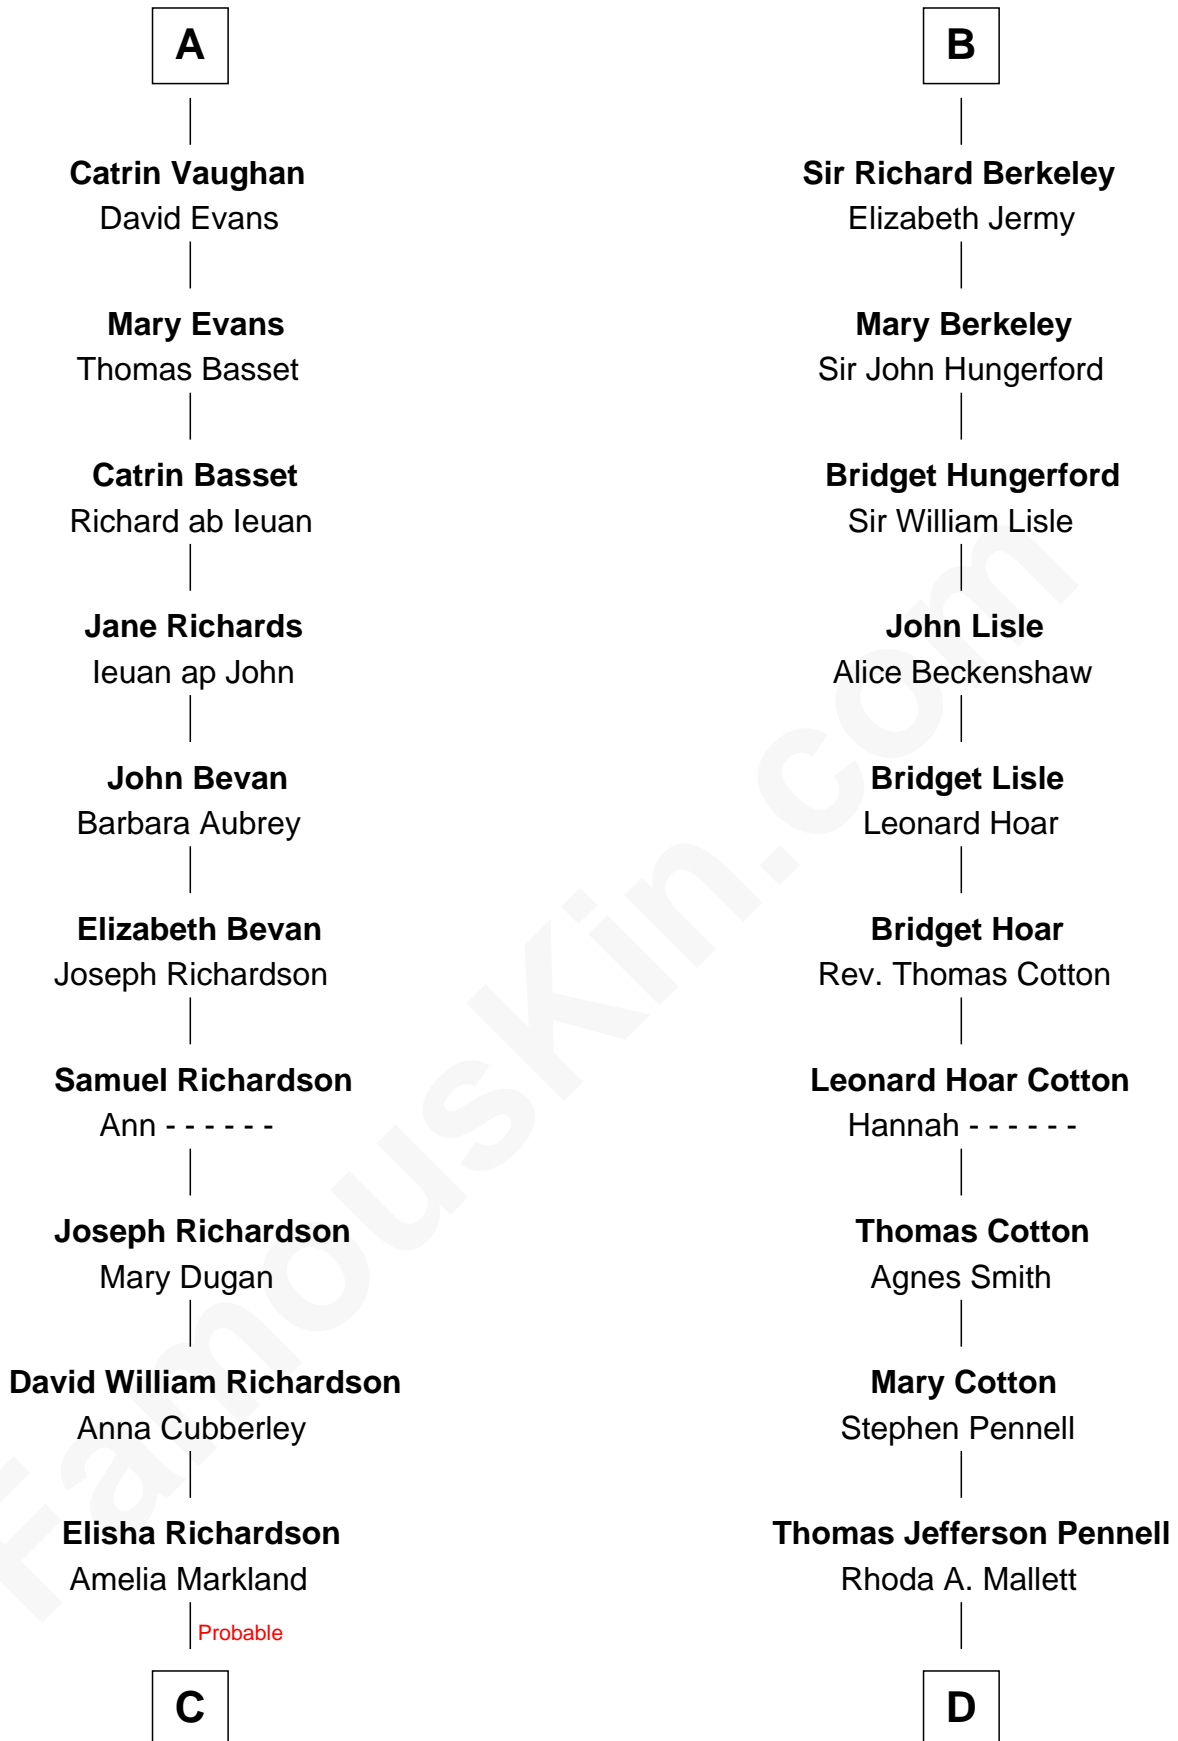 A
Catrin Vaughan
David Evans
Mary Evans
Thomas Basset
Catrin Basset
Richard ab Ieuan
Jane Richards
Ieuan ap John
John Bevan
Barbara Aubrey
Elizabeth Bevan
Joseph Richardson
Samuel Richardson
Ann - - - - - -
Joseph Richardson
Mary Dugan
David William Richardson
Anna Cubberley
Elisha Richardson
Amelia Markland
Probable
C
B
Sir Richard Berkeley
Elizabeth Jermy
Mary Berkeley
Sir John Hungerford
Bridget Hungerford
Sir William Lisle
John Lisle
Alice Beckenshaw
Bridget Lisle
Leonard Hoar
Bridget Hoar
Rev. Thomas Cotton
Leonard Hoar Cotton
Hannah - - - - - -
Thomas Cotton
Agnes Smith
Mary Cotton
Stephen Pennell
Thomas Jefferson Pennell
Rhoda A. Mallett
D
FamousKin.com